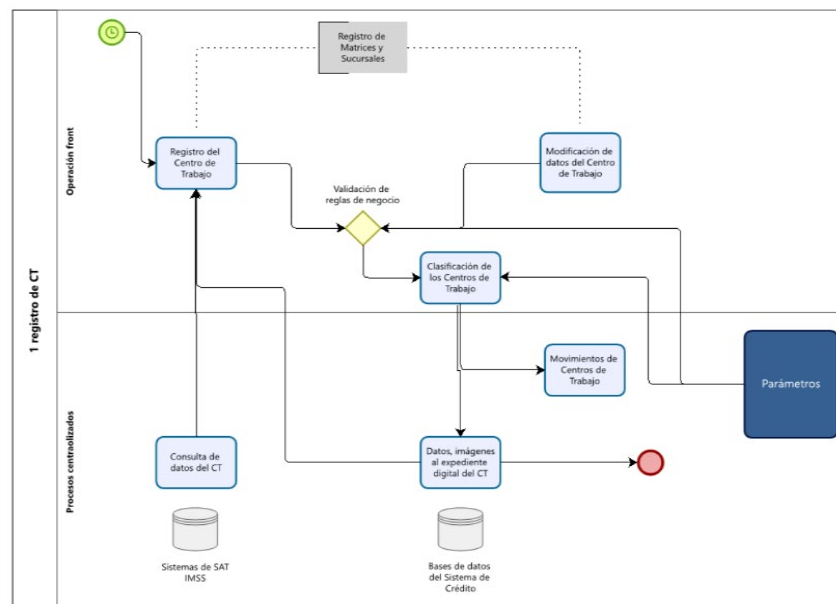 1 registro de CT
Operación front
Registro de
Matrices y
Sucursales
Registro del
Centro de
Trabajo
Modificación de
datos del Centro
de Trabajo
Validación de
reglas de negocio
Clasificación de
los Centros de
Trabajo
Procesos centraolizados
Movimientos de
Centros de
Trabajo
Parámetros
Consulta de
datos del CT
Datos, imágenes
al expediente
digital del CT
Sistemas de SAT
IMSS
Bases de datos
del Sistema de
Crédito